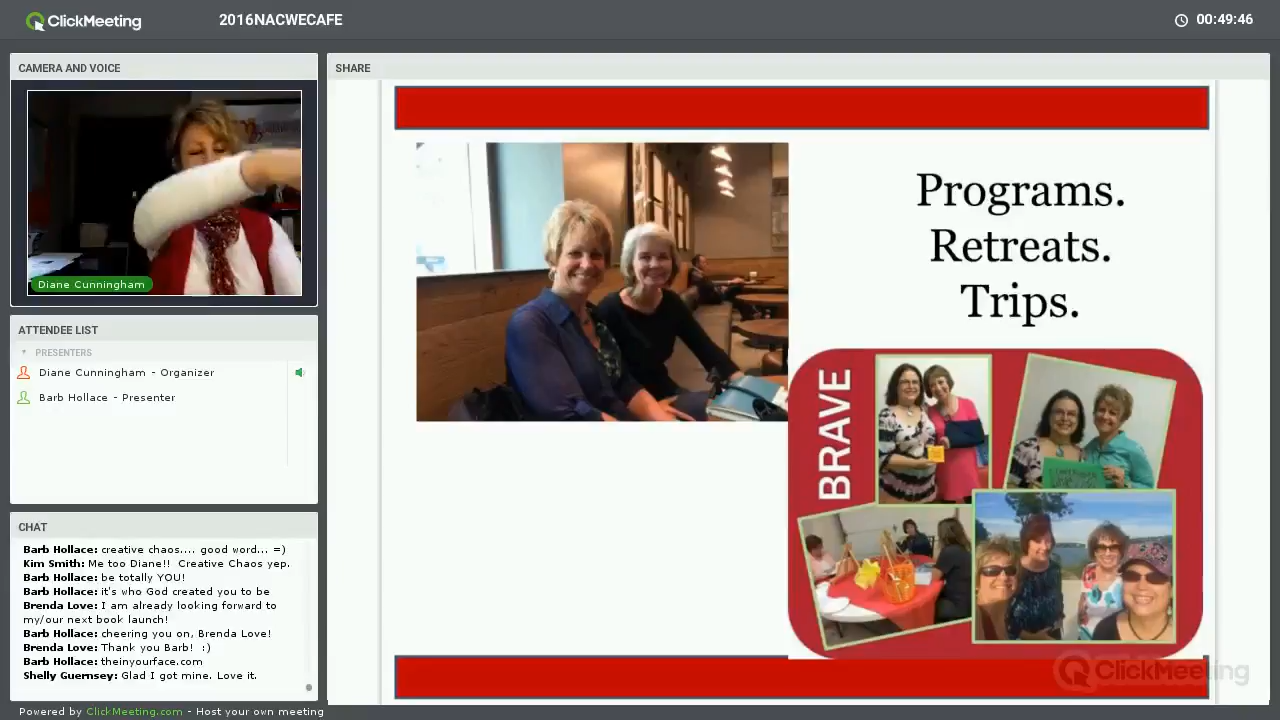 ClickMeeting
2016NACWECAFE
00:49:46
CAMERA AND VOICE
SHARE
Diane Cunningham
Programs.
Retreats.
Trips.
BRAVE
ATTENDEE LIST
PRESENTERS
Diane Cunningham - Organizer
Barb Hollace - Presenter
CHAT
Barb Hollace: creative chaos.... good word... =)
Kim Smith: Me too Diane!! Creative Chaos yep.
Barb Hollace: be totally YOU!
Barb Hollace: it's who God created you to be
Brenda Love: I am already looking forward to
my/our next book launch!
Barb Hollace: cheering you on, Brenda Love!
Brenda Love: Thank you Barb! :)
Barb Hollace: theinyourface.com
Shelly Guernsey: Glad I got mine. Love it.
ClickMeeting
Powered by ClickMeeting.com - Host your own meeting